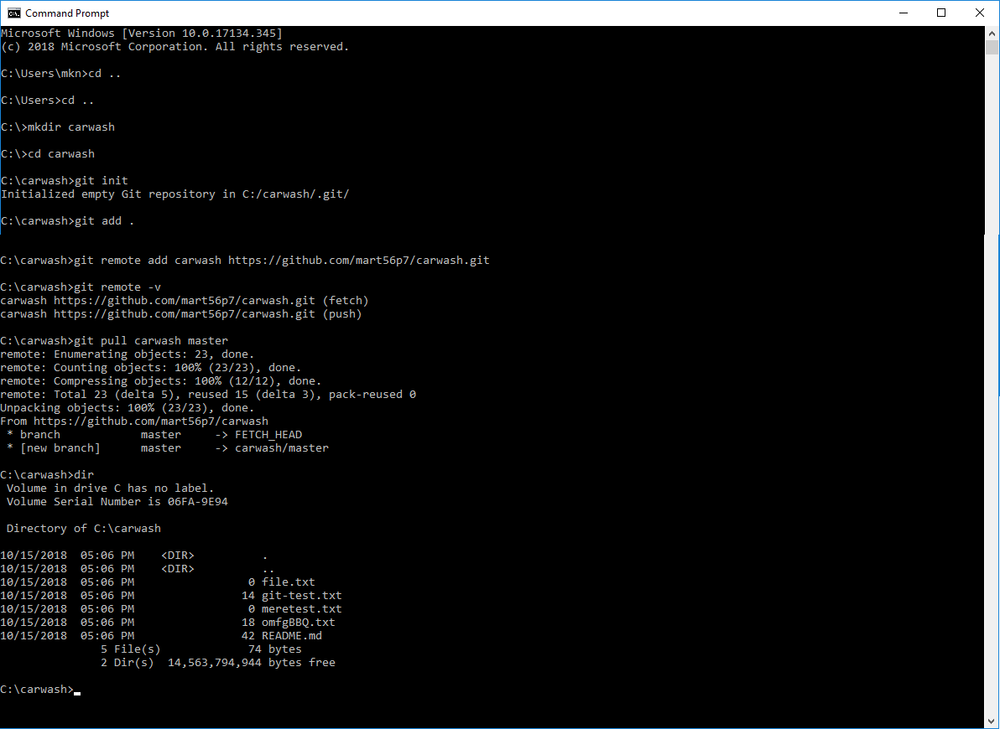 Command Prompt
Microsoft Windows [Version 10.0.17134.345]
(c) 2018 Microsoft Corporation. All rights reserved.
C:\Users\mkn>cd ..
C:\Users>cd ..
C:\>mkdir carwash
C:\>cd carwash
C:\carwash>git init
Initialized empty Git repository in C:/carwash/.git/
C:\carwash>git add .
C:\carwash>git remote add carwash https://github.com/mart56p7/carwash.git
C:\carwash>git remote -v
carwash https://github.com/mart56p7/carwash.git (fetch)
carwash https://github.com/mart56p7/carwash.git (push)
C:\carwash>git pull carwash master
remote: Enumerating objects: 23, done.
remote: Counting objects: 100% (23/23), done.
remote: Compressing objects: 100% (12/12), done.
remote: Total 23 (delta 5), reused 15 (delta 3), pack-reused 0
Unpacking objects: 100% (23/23), done.
From https://github.com/mart56p7/carwash
 * branch            master     -> FETCH_HEAD
 * [new branch]      master     -> carwash/master
C:\carwash>dir
 Volume in drive C has no label.
 Volume Serial Number is 06FA-9E94
 Directory of C:\carwash
10/15/2018  05:06 PM    <DIR>          .
10/15/2018  05:06 PM    <DIR>          ..
10/15/2018  05:06 PM                 0 file.txt
10/15/2018  05:06 PM                14 git-test.txt
10/15/2018  05:06 PM                 0 meretest.txt
10/15/2018  05:06 PM                18 omfgBBQ.txt
10/15/2018  05:06 PM                42 README.md
               5 File(s)             74 bytes
               2 Dir(s)  14,563,794,944 bytes free
C:\carwash>